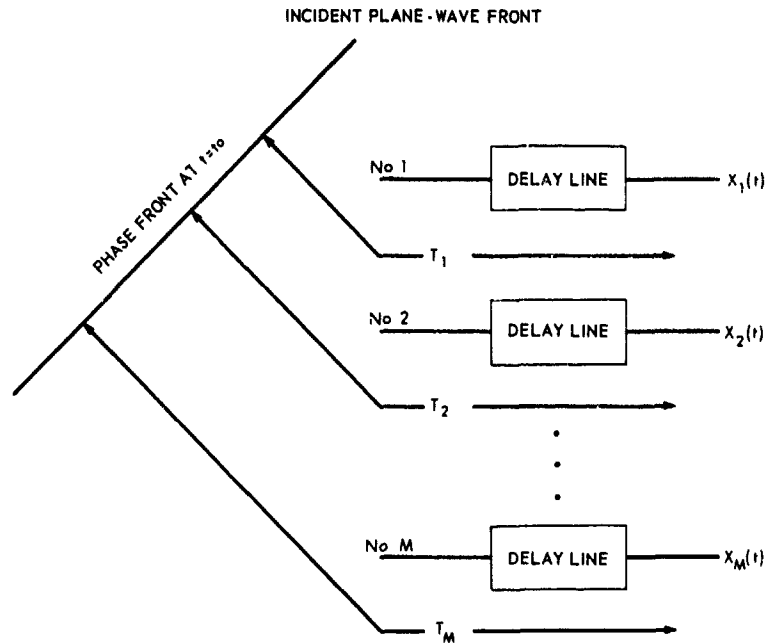 INCIDENT PLANE-WAVE FRONT
PHASE FRONT AT t=to
No 1
DELAY LINE
X1(t)
T1
No 2
DELAY LINE
X2(t)
T2
No M
DELAY LINE
XM(t)
TM